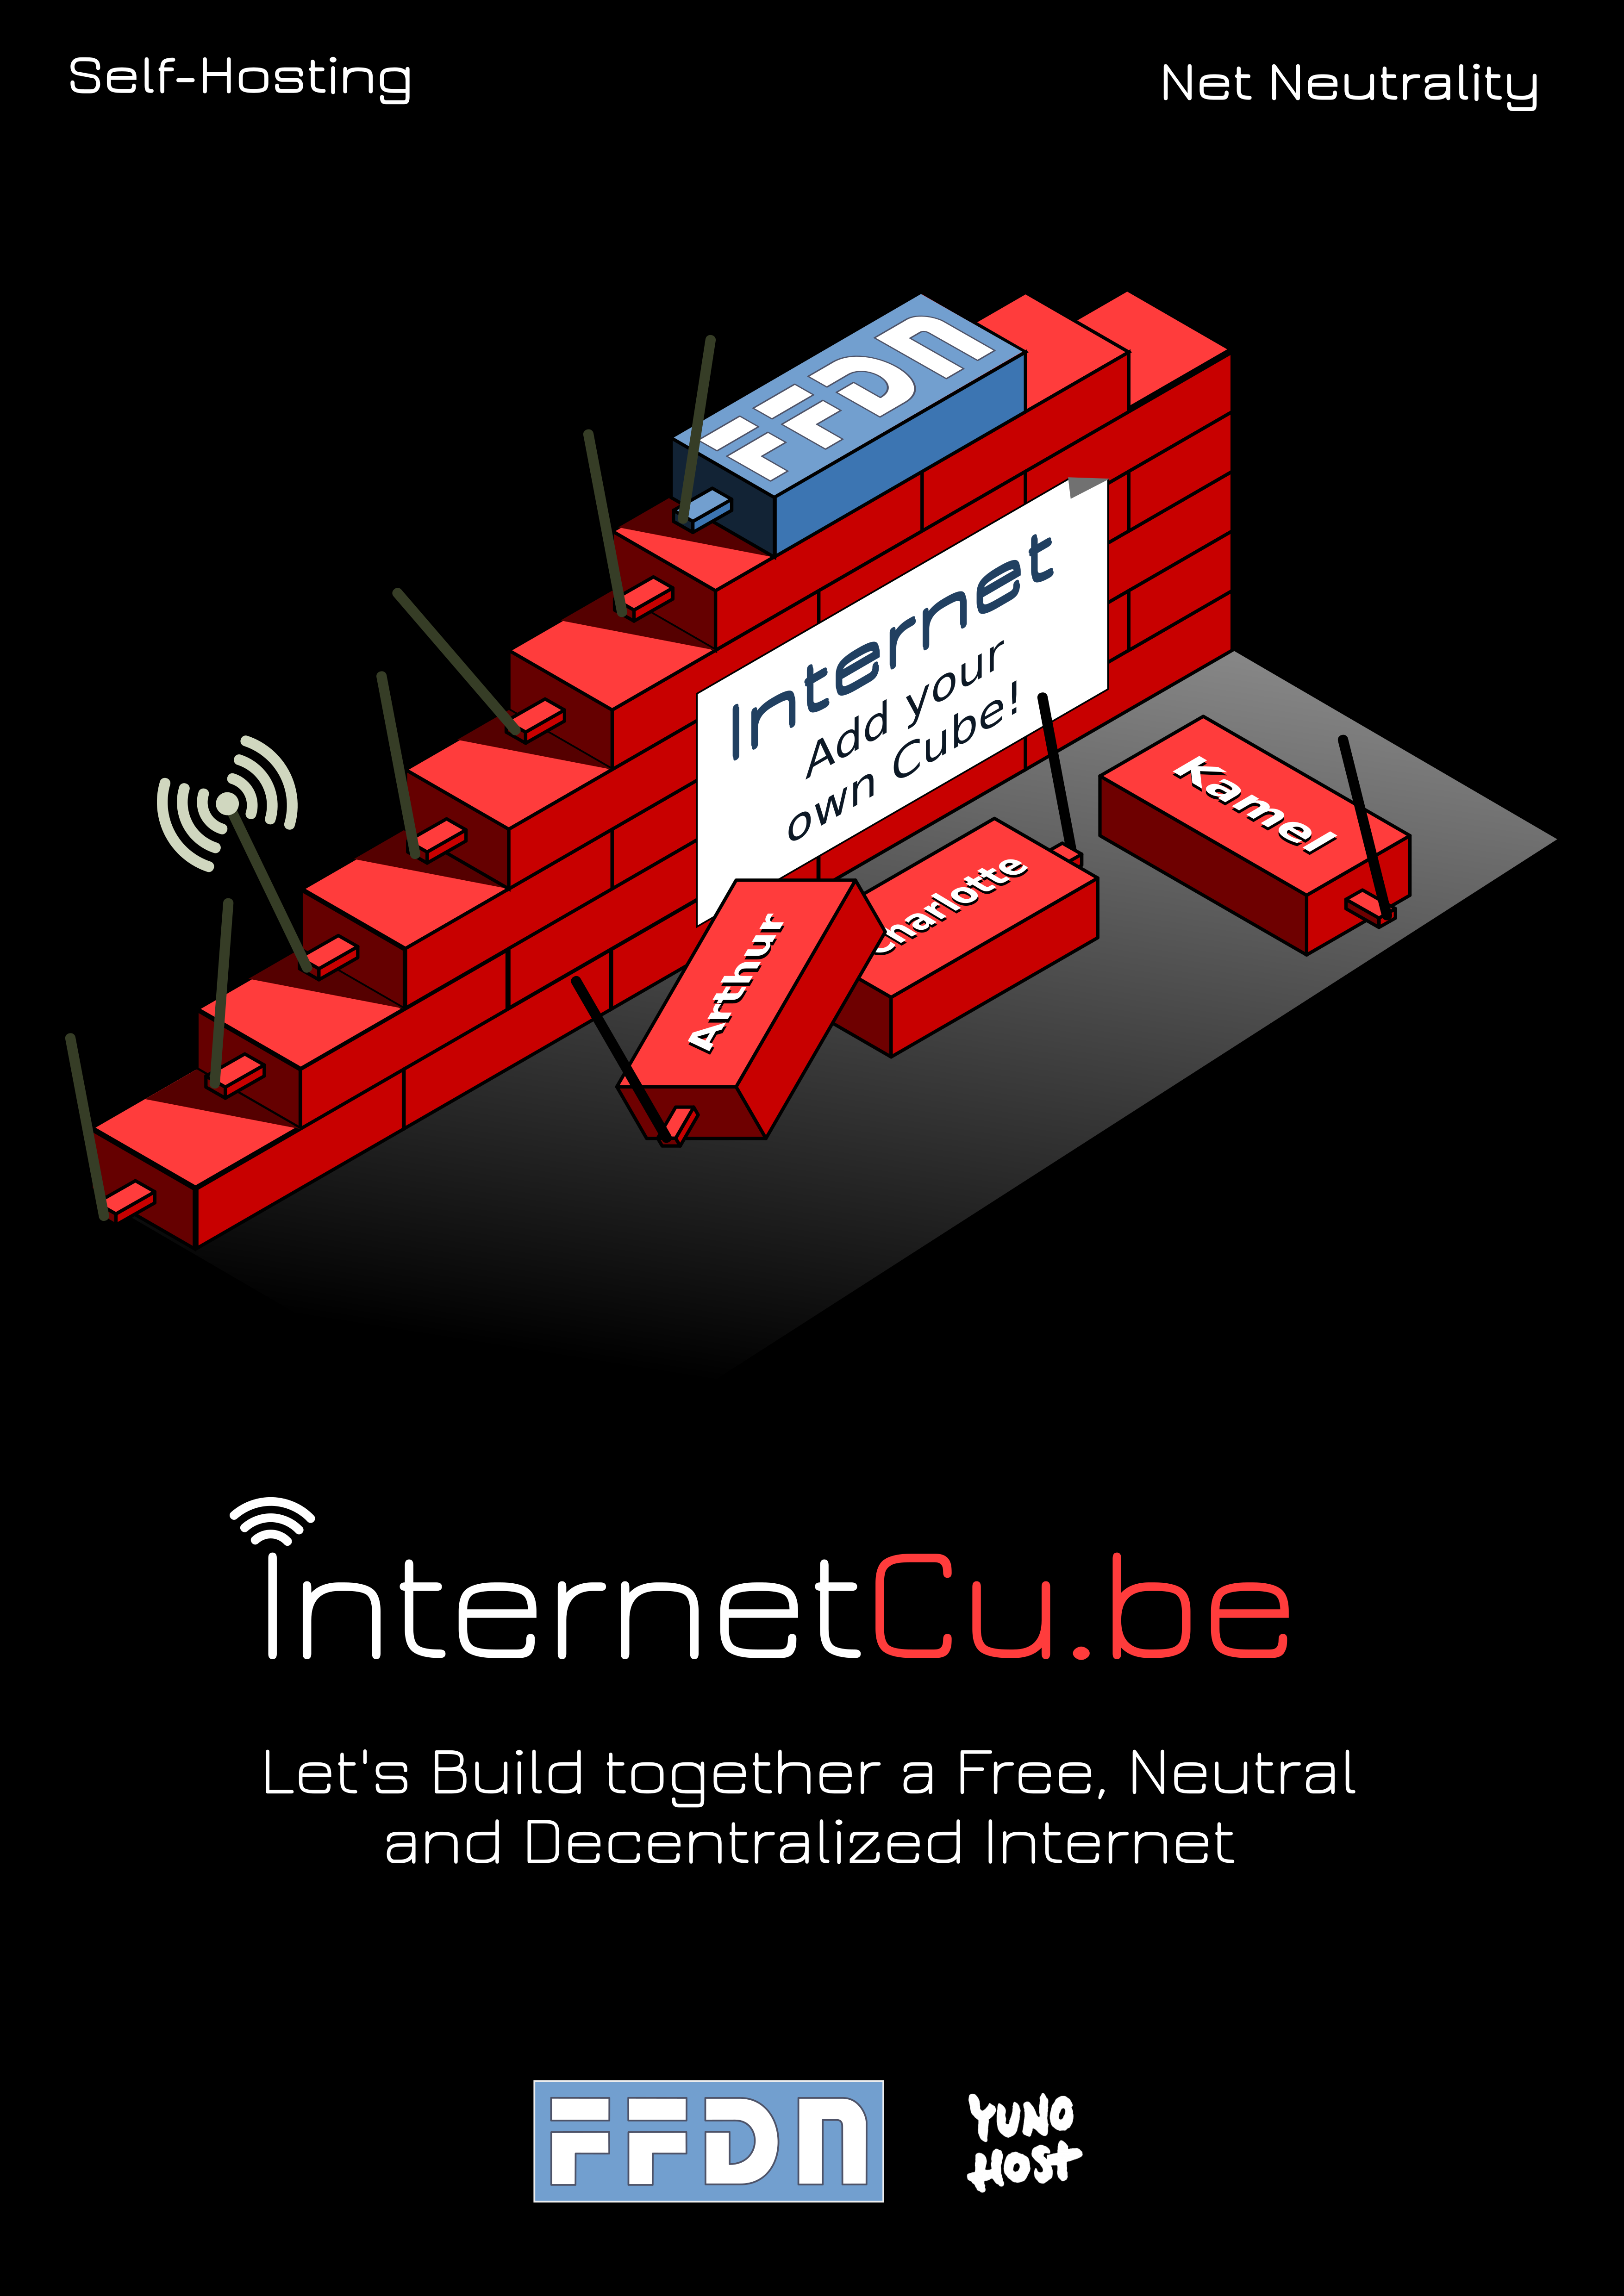 Self-Hosting
Net Neutrality
FFDN
Internet
Add your
own Cube!
Kamel
Charlotte
Arthur
InternetCu.be
Let's Build together a Free, Neutral
and Decentralized Internet
FFDN
YUNO
HOST